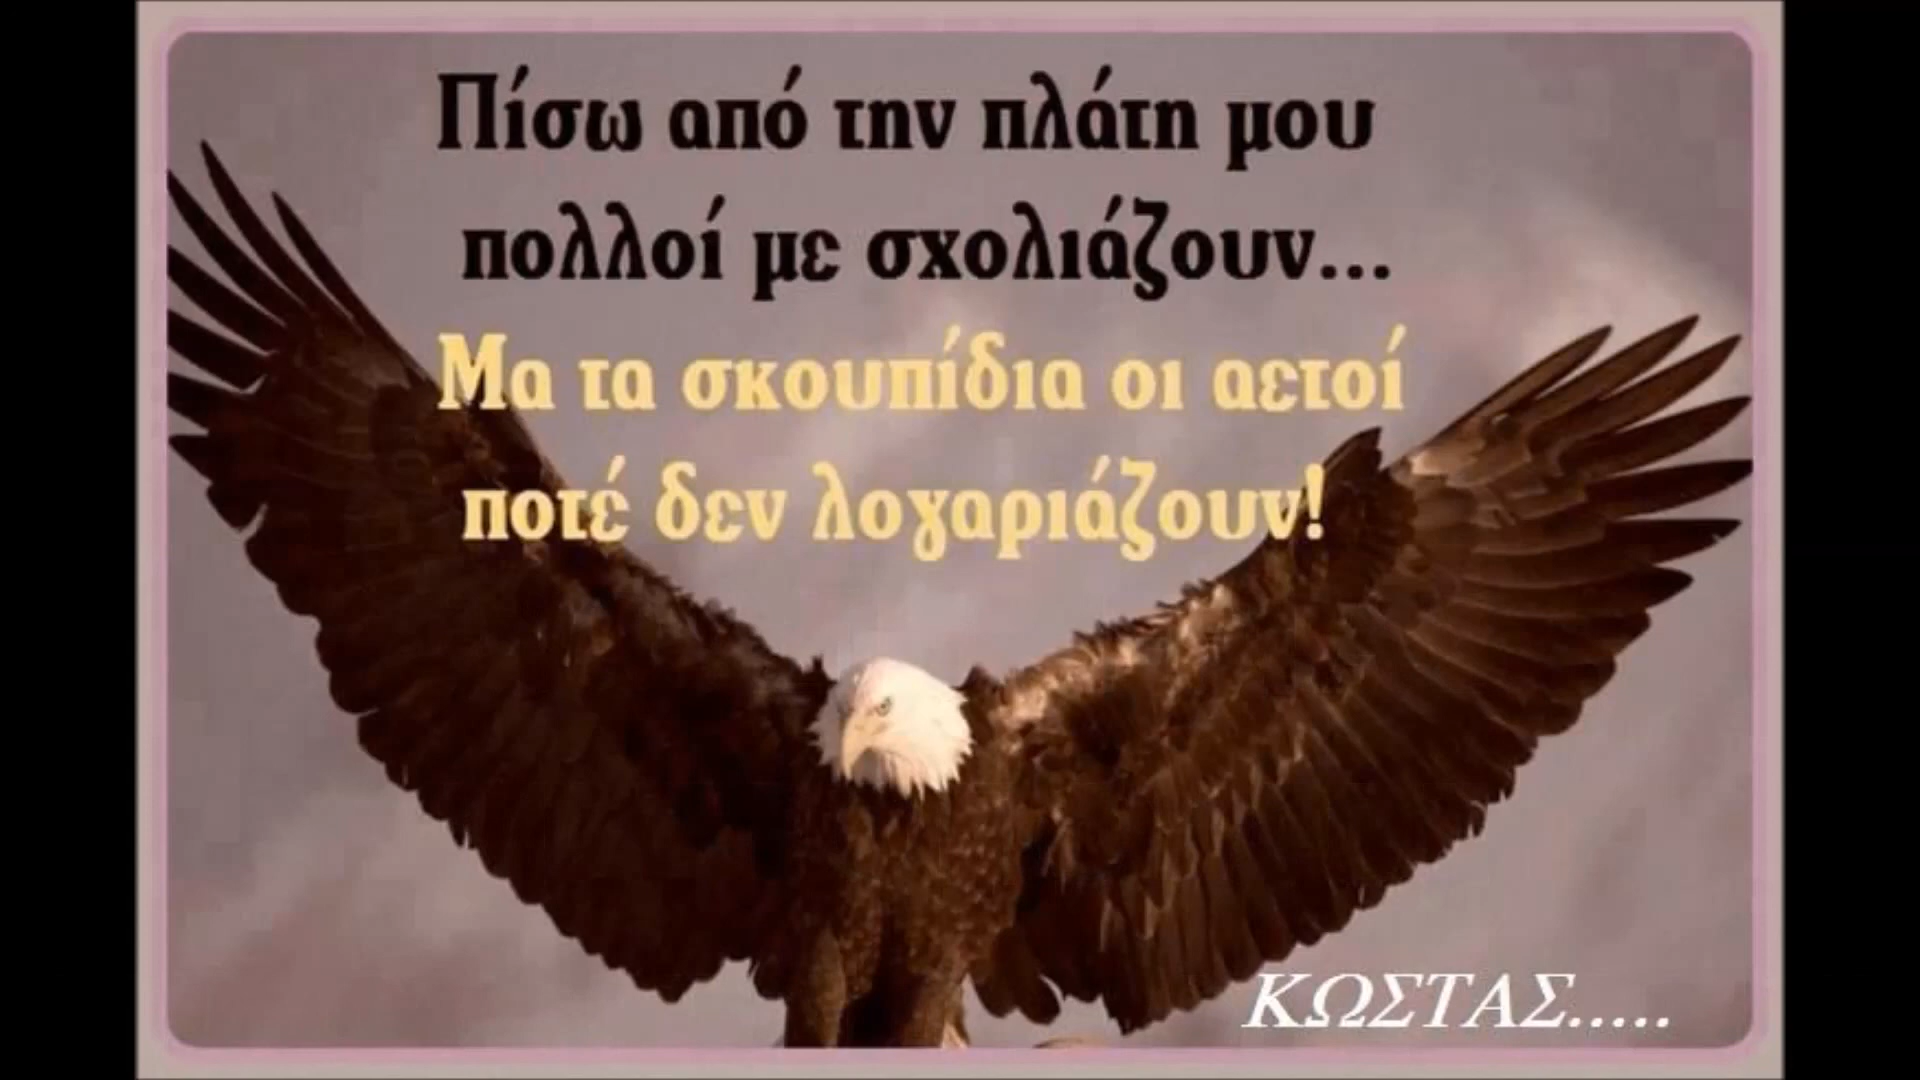 Πίσω από την πλάτη μου
πολλοί με σχολιάζουν...
Μα τα σκουπίδια οι αετοί
ποτέ δεν λογαριάζουν!
ΚΩΣΤΑΣ.....